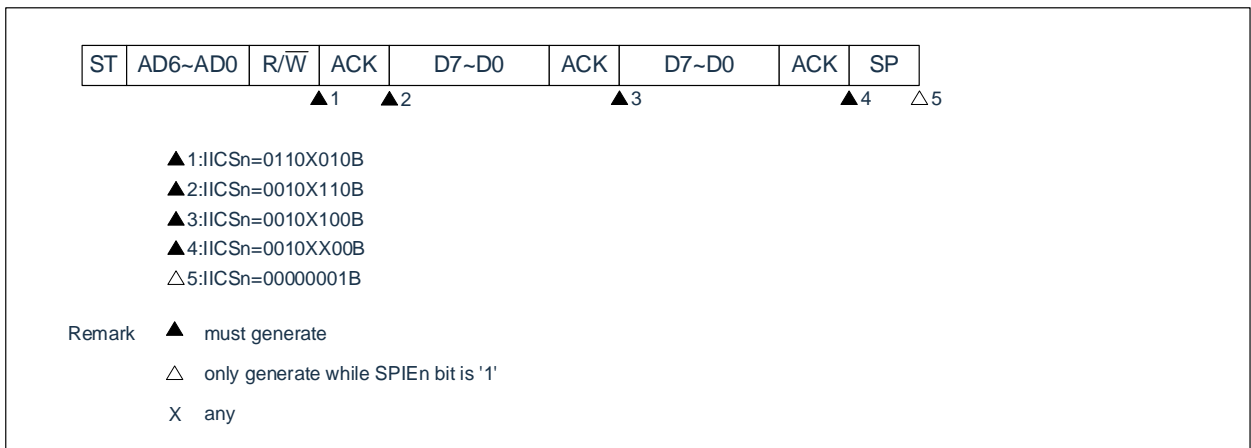 ST AD6~AD0 R/W̅ ACK D7~D0 ACK D7~D0 ACK SP
▲1 ▲2 ▲3 ▲4 △5
▲1:IICSn=0110X010B
▲2:IICSn=0010X110B
▲3:IICSn=0010X100B
▲4:IICSn=0010XX00B
△5:IICSn=00000001B
Remark ▲ must generate
△ only generate while SPIEn bit is '1'
X any